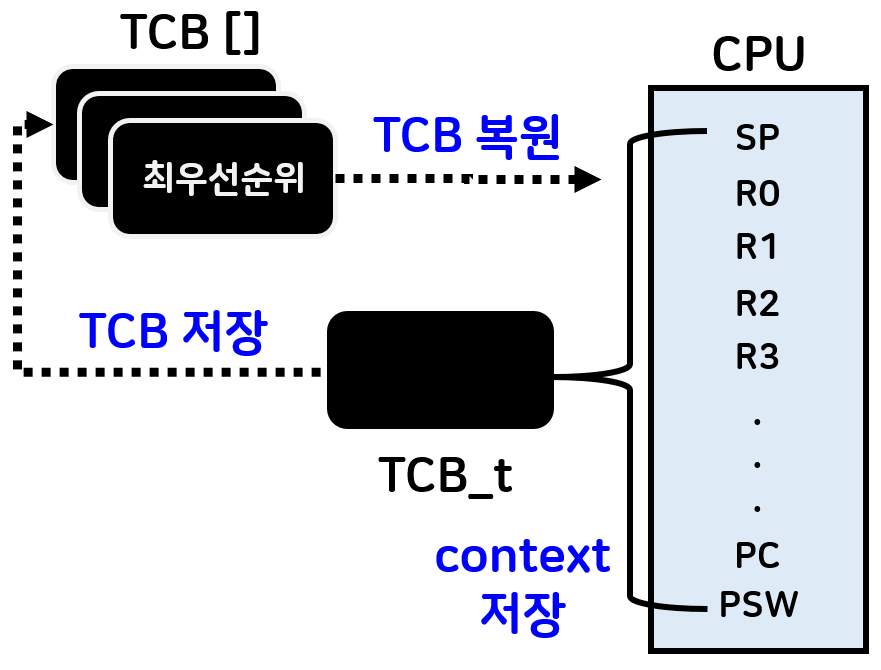 TCB []
CPU
최우선순위
TCB 복원
TCB 저장
TCB_t
context
저장
SP
R0
R1
R2
R3
.
.
.
PC
PSW